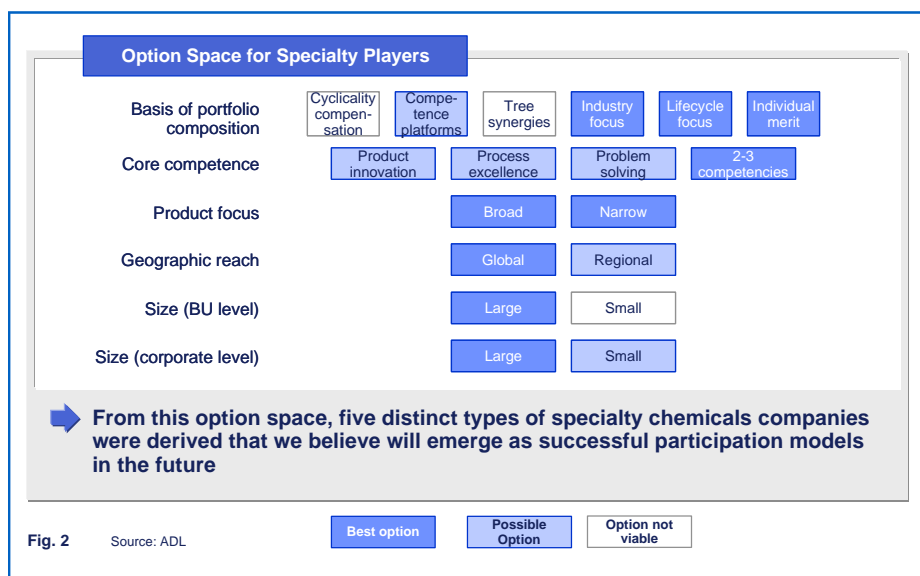 Option Space for Specialty Players
Basis of portfolio
composition
Cyclicality
compen-
sation
Compe-
tence
platforms
Tree
synergies
Industry
focus
Lifecycle
focus
Individual
merit
Core competence
Product
innovation
Process
excellence
Problem
solving
2-3
competencies
Product focus
Broad
Narrow
Geographic reach
Global
Regional
Size (BU level)
Large
Small
Size (corporate level)
Large
Small
From this option space, five distinct types of specialty chemicals companies
were derived that we believe will emerge as successful participation models
in the future
Fig. 2
Source: ADL
Best option
Possible
Option
Option not
viable